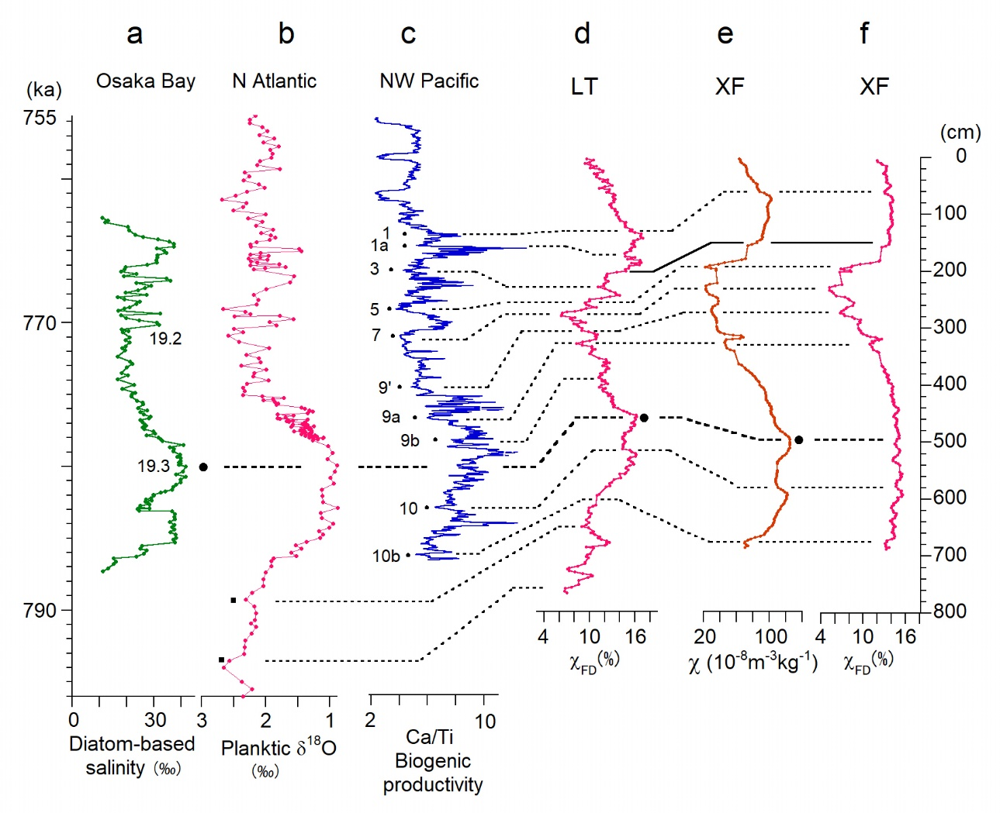 a b c d e f
Osaka Bay N Atlantic NW Pacific LT XF XF
(ka)
755
(cm)
0
100
1
1a
200
3
5
300
770
7
19.2
400
9'
9a
500
9b
19.3
600
10
700
10b
790
800
4 10 16 20 100 4 10 16
χFD(%) χ (10-8m-3kg-1) χFD(%)
0 30 3 2 1 2 10
Diatom-based
salinity (‰)
Planktic δ18O
(‰)
Ca/Ti
Biogenic
productivity